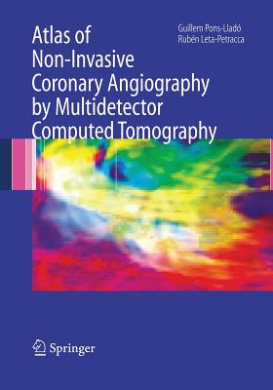 Guillem Pons-Lladó
Rubén Leta-Petracca
Atlas of
Non-Invasive
Coronary Angiography
by Multidetector
Computed Tomography
Springer